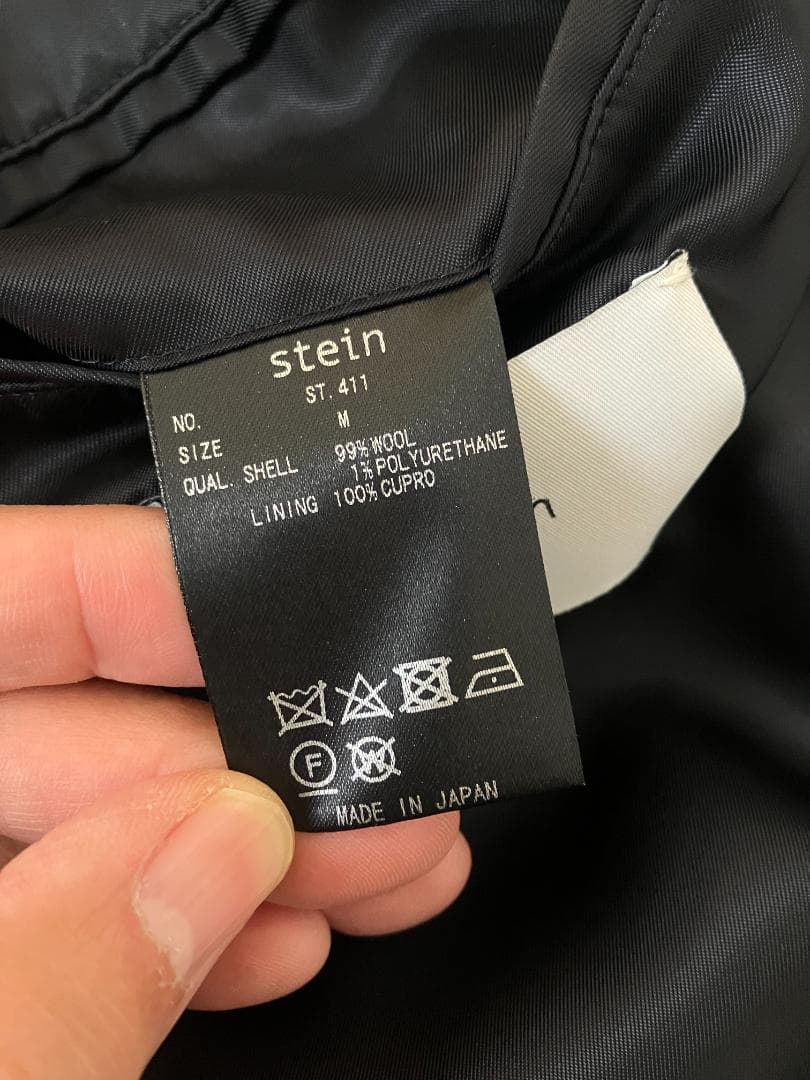 stein
NO. ST.411
SIZE M
QUAL. SHELL 99% WOOL
1% POLYURETHANE
LINING 100% CUPRO
F W
MADE IN JAPAN